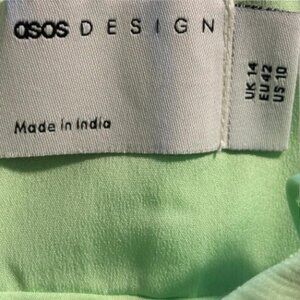 asos DESIGN
Made in India
UK 14
EU 42
US 10